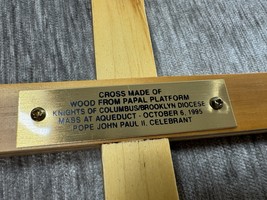 CROSS MADE OF
WOOD FROM PAPAL PLATFORM
KNIGHTS OF COLUMBUS/BROOKLYN DIOCESE
MASS AT AQUEDUCT - OCTOBER 6, 1995
POPE JOHN PAUL II. CELEBRANT